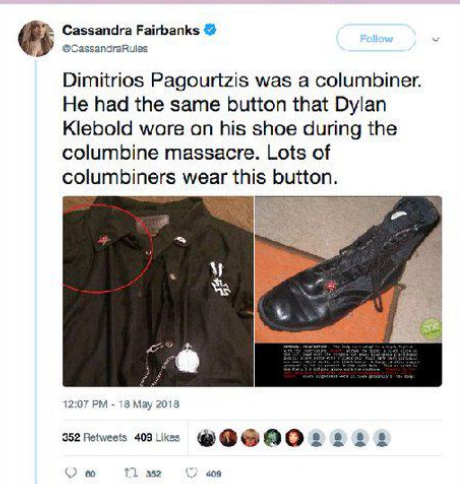 Cassandra Fairbanks
@CassandraRules
Follow
Dimitrios Pagourtzis was a columbiner.
He had the same button that Dylan
Klebold wore on his shoe during the
columbine massacre. Lots of
columbiners wear this button.
12:07 PM - 18 May 2018
352 Retweets 409 Likes
60 352 409